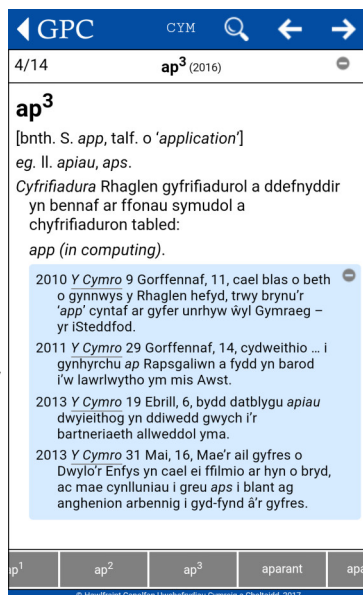 GPC CYM
4/14 ap³ (2016)
ap³
[bnth. S. app, talf. o ‘application’]
eg. ll. apiau, aps.
Cyfrifiadura Rhaglen gyfrifiadurol a ddefnyddir
yn bennaf ar ffonau symudol a
chyfrifiaduron tabled:
app (in computing).
2010 Y Cymro 9 Gorffennaf, 11, cael blas o beth
o gynnwys y Rhaglen hefyd, trwy brynu’r
‘app’ cyntaf ar gyfer unrhyw ŵyl Gymraeg –
yr iSteddfod.
2011 Y Cymro 29 Gorffennaf, 14, cydweithio ... i
gynhyrchu ap Rapsgaliwn a fydd yn barod
i’w lawrlwytho ym mis Awst.
2013 Y Cymro 19 Ebrill, 6, bydd datblygu apiau
dwyieithog yn ddiwedd gwych i’r
bartneriaeth allweddol yma.
2013 Y Cymro 31 Mai, 16, Mae’r ail gyfres o
Dwylo’r Enfys yn cael ei ffilmio ar hyn o bryd,
ac mae cynlluniau i greu aps i blant ag
anghenion arbennig i gyd-fynd â’r gyfres.
ap¹ ap² ap³ aparant apa